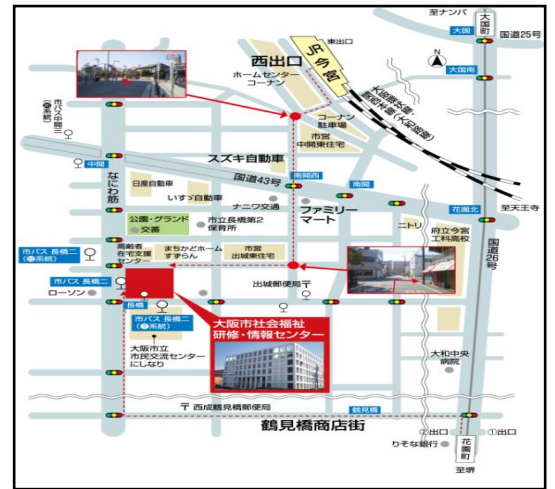 至ナンバ
大国町
大国
国道25号
東出口
JR今宮
西出口
ホームセンター
コーナン
N
大国南
大阪環状線・
関西本線(大和路線)
コーナン
駐車場
市営
中開東住宅
スズキ自動車
市バス中開三
中開
なにわ筋
国道43号
南開西
南開
至天王寺
日産自動車
いすゞ自動車
ナニワ交通
ファミリー
マート
花園北
公園・グランド
交番
市立長橋第2
保育所
ニトリ
府立今宮
工科高校
国道26号
市バス 長橋二
高齢者
在宅支援
センター
まちかどホーム
すずらん
市営
出城東住宅
市バス 長橋二
ローソン
出城郵便局
長橋
市バス 長橋二
(❼系統)
大阪市社会福祉
研修・情報センター
大阪市立
市民交流センター
にしなり
大和中央
病院
西成鶴見橋郵便局
鶴見橋
鶴見橋商店街
②出口
①出口
りそな銀行
花園町
至堺